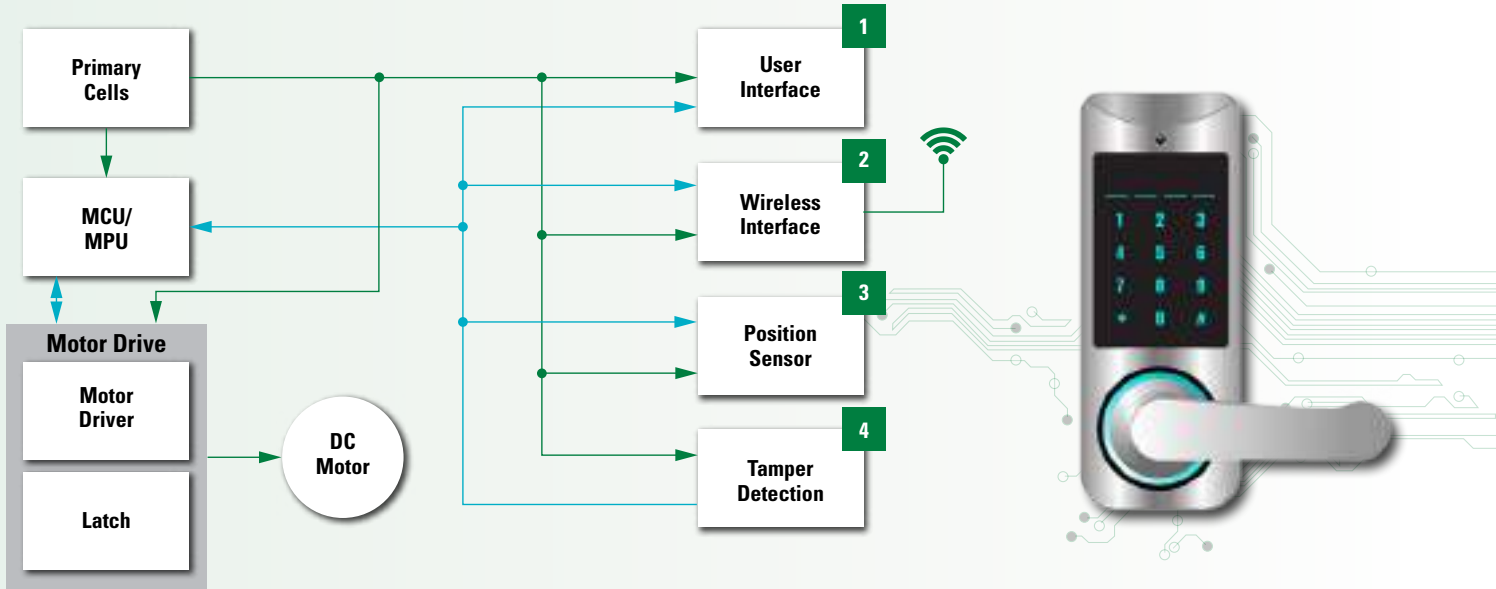 Primary
Cells
MCU/
MPU
Motor Drive
Motor
Driver
Latch
DC
Motor
1
User
Interface
2
Wireless
Interface
3
Position
Sensor
4
Tamper
Detection
1 2 3
4 5 6
7 8 9
* 0 #